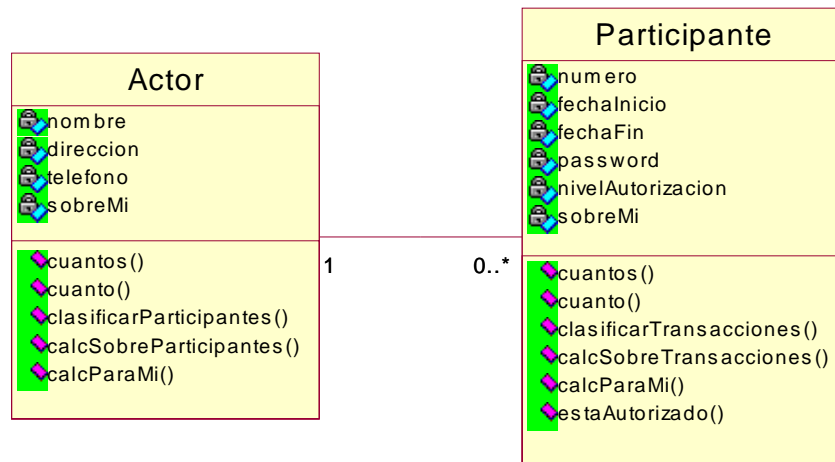 Actor
nombre
direccion
telefono
sobreMi
cuantos()
cuanto()
clasificarParticipantes()
calcSobreParticipantes()
calcParaMi()
1
0..*
Participante
numero
fechaInicio
fechaFin
password
nivelAutorizacion
sobreMi
cuantos()
cuanto()
clasificarTransacciones()
calcSobreTransacciones()
calcParaMi()
estaAutorizado()